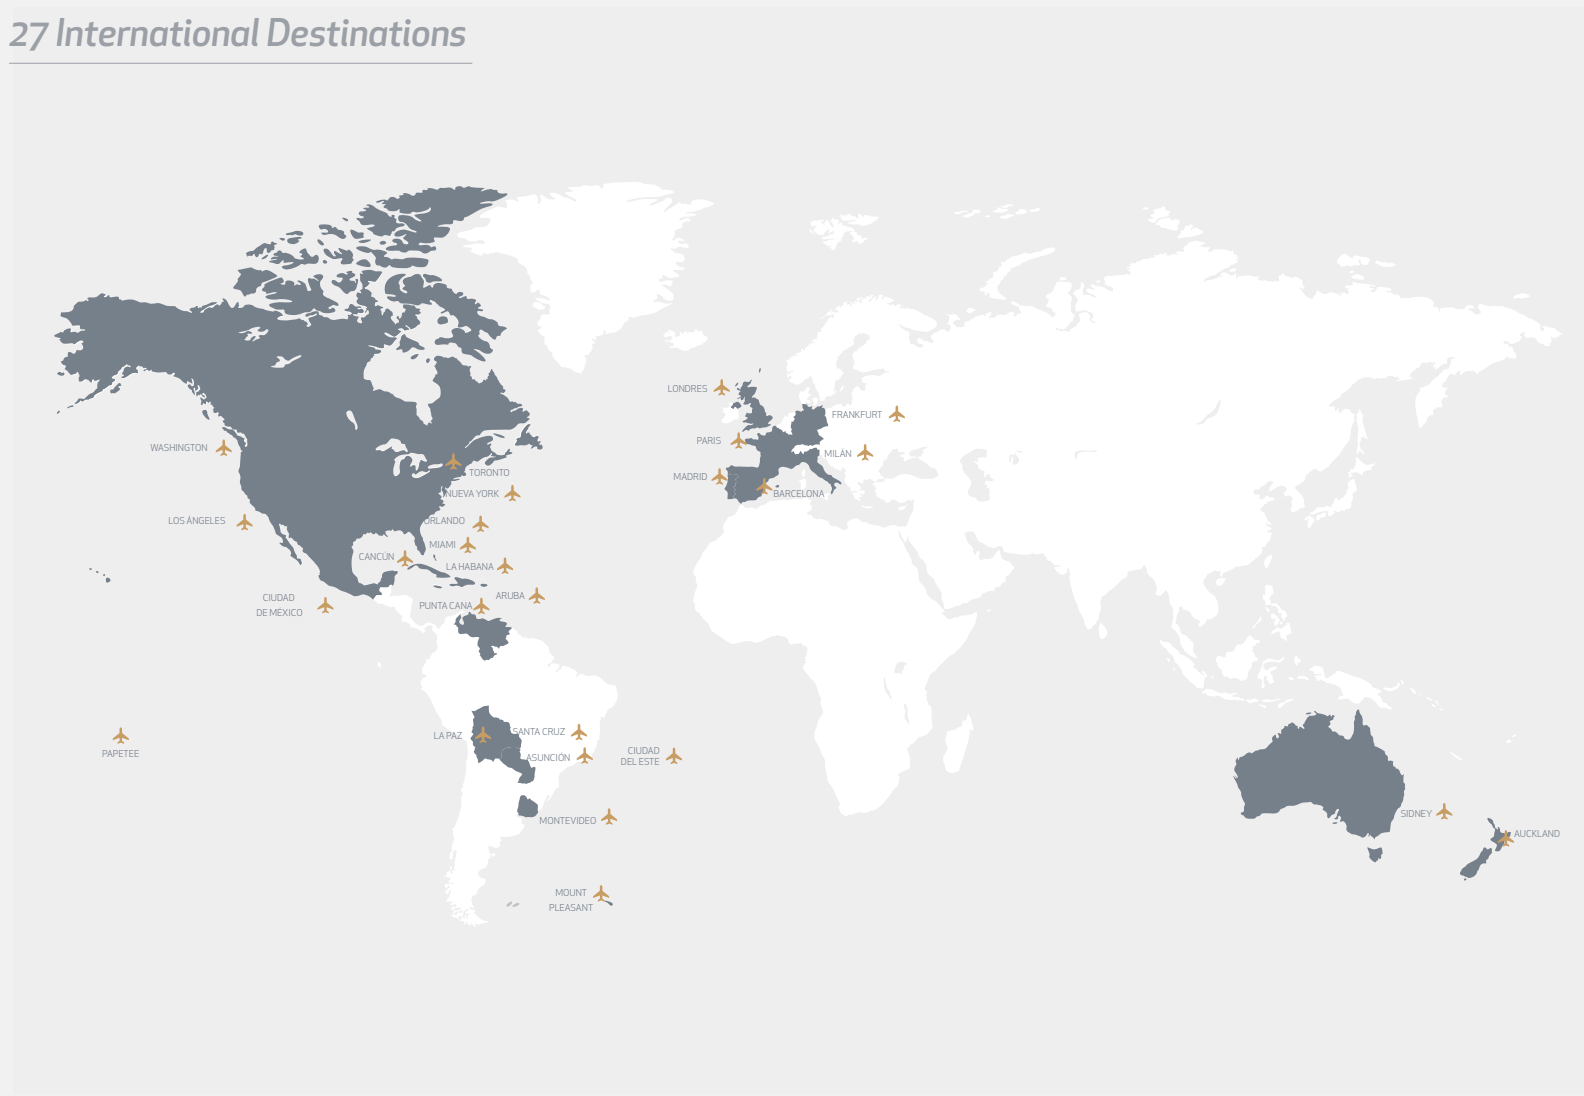 27 International Destinations
LONDRES
FRANKFURT
PARIS
WASHINGTON
MILÁN
TORONTO
MADRID
NUEVA YORK
BARCELONA
LOS ÁNGELES
ORLANDO
MIAMI
CANCÚN
LA HABANA
CIUDAD
DE MÉXICO
ARUBA
PUNTA CANA
SANTA CRUZ
LA PAZ
PAPETEE
CIUDAD
DEL ESTE
ASUNCIÓN
SIDNEY
MONTEVIDEO
AUCKLAND
MOUNT
PLEASANT